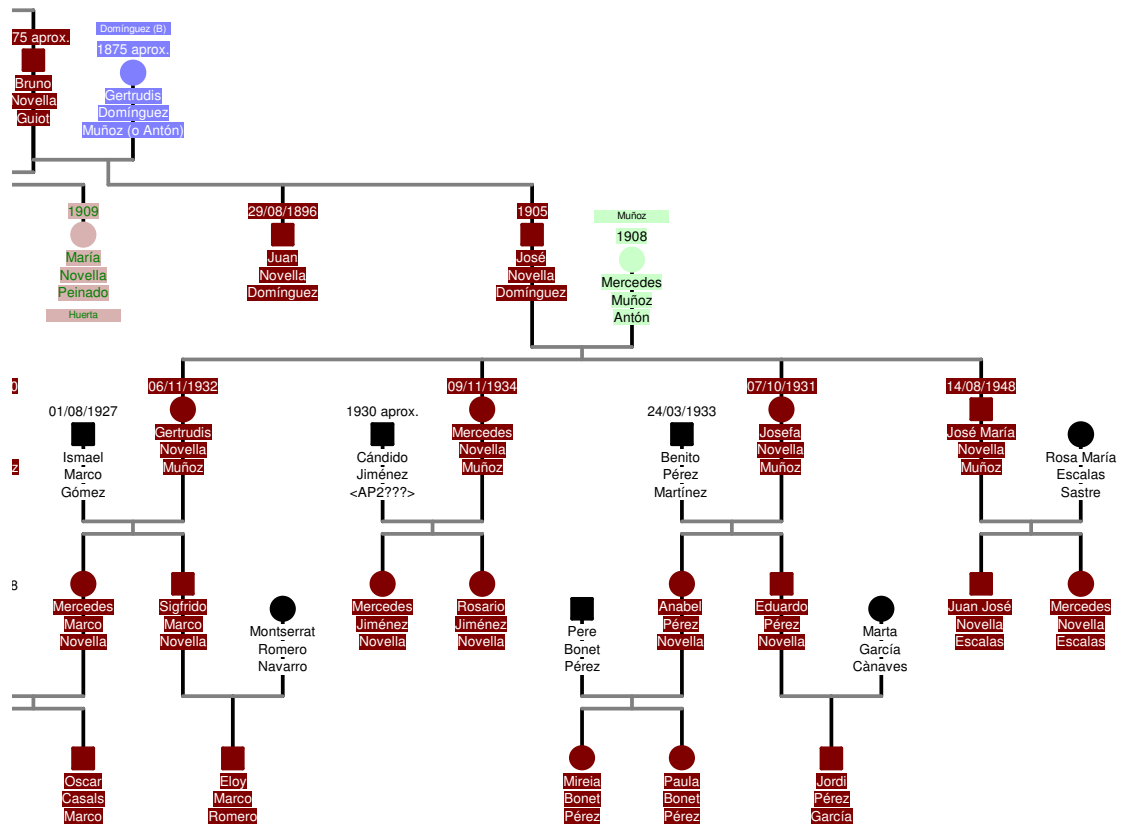 75 aprox.
Bruno
Novella
Guiot
Domínguez (B)
1875 aprox.
Gertrudis
Domínguez
Muñoz (o Antón)
1909
María
Novella
Peinado
Huerta
29/08/1896
Juan
Novella
Domínguez
1905
José
Novella
Domínguez
Muñoz
1908
Mercedes
Muñoz
Antón
01/08/1927
Ismael
Marco
Gómez
06/11/1932
Gertrudis
Novella
Muñoz
1930 aprox.
Cándido
Jiménez
<AP2???>
09/11/1934
Mercedes
Novella
Muñoz
24/03/1933
Benito
Pérez
Martínez
07/10/1931
Josefa
Novella
Muñoz
14/08/1948
José María
Novella
Muñoz
Rosa María
Escalas
Sastre
8
Mercedes
Marco
Novella
Sigfrido
Marco
Novella
Montserrat
Romero
Navarro
Mercedes
Jiménez
Novella
Rosario
Jiménez
Novella
Pere
Bonet
Pérez
Anabel
Pérez
Novella
Eduardo
Pérez
Novella
Marta
García
Cànaves
Juan José
Novella
Escalas
Mercedes
Novella
Escalas
Oscar
Casals
Marco
Eloy
Marco
Romero
Mireia
Bonet
Pérez
Paula
Bonet
Pérez
Jordi
Pérez
García